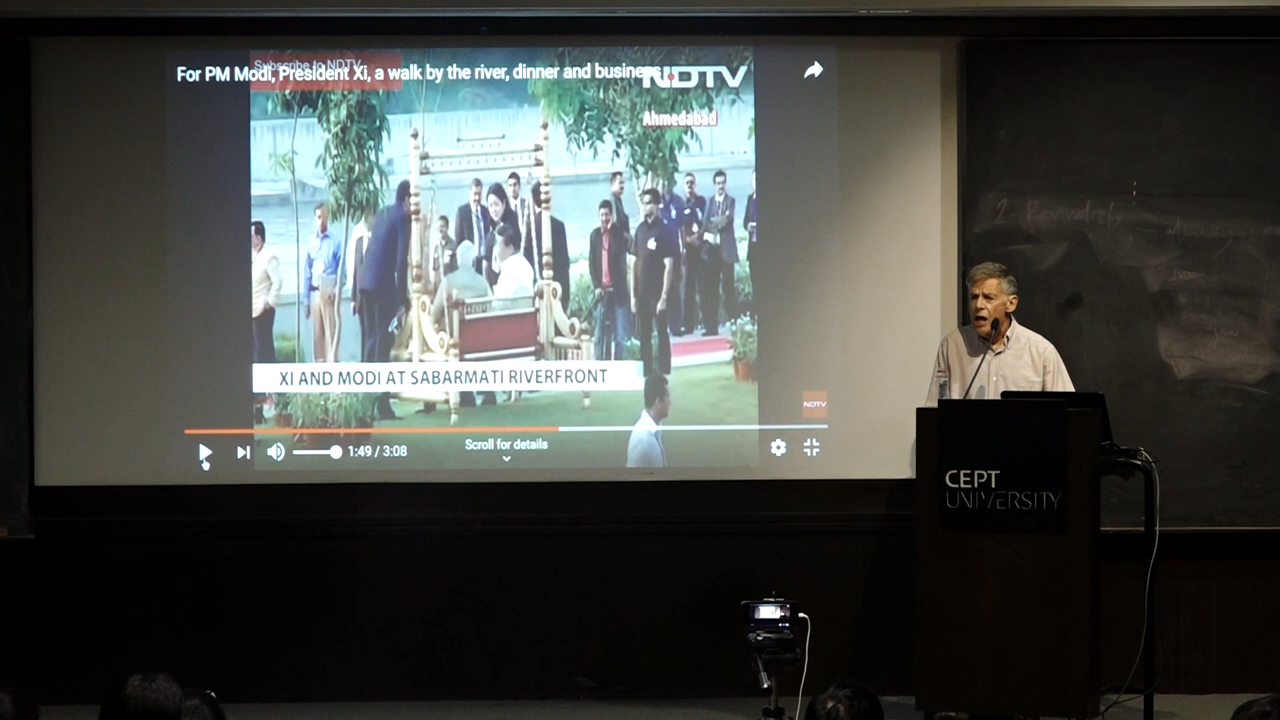 Subscribe to NDTV
For PM Modi, President Xi, a walk by the river, dinner and business
NDTV
Ahmedabad
XI AND MODI AT SABARMATI RIVERFRONT
NDTV
Scroll for details
1:49 / 3:08
CEPT
UNIVERSITY